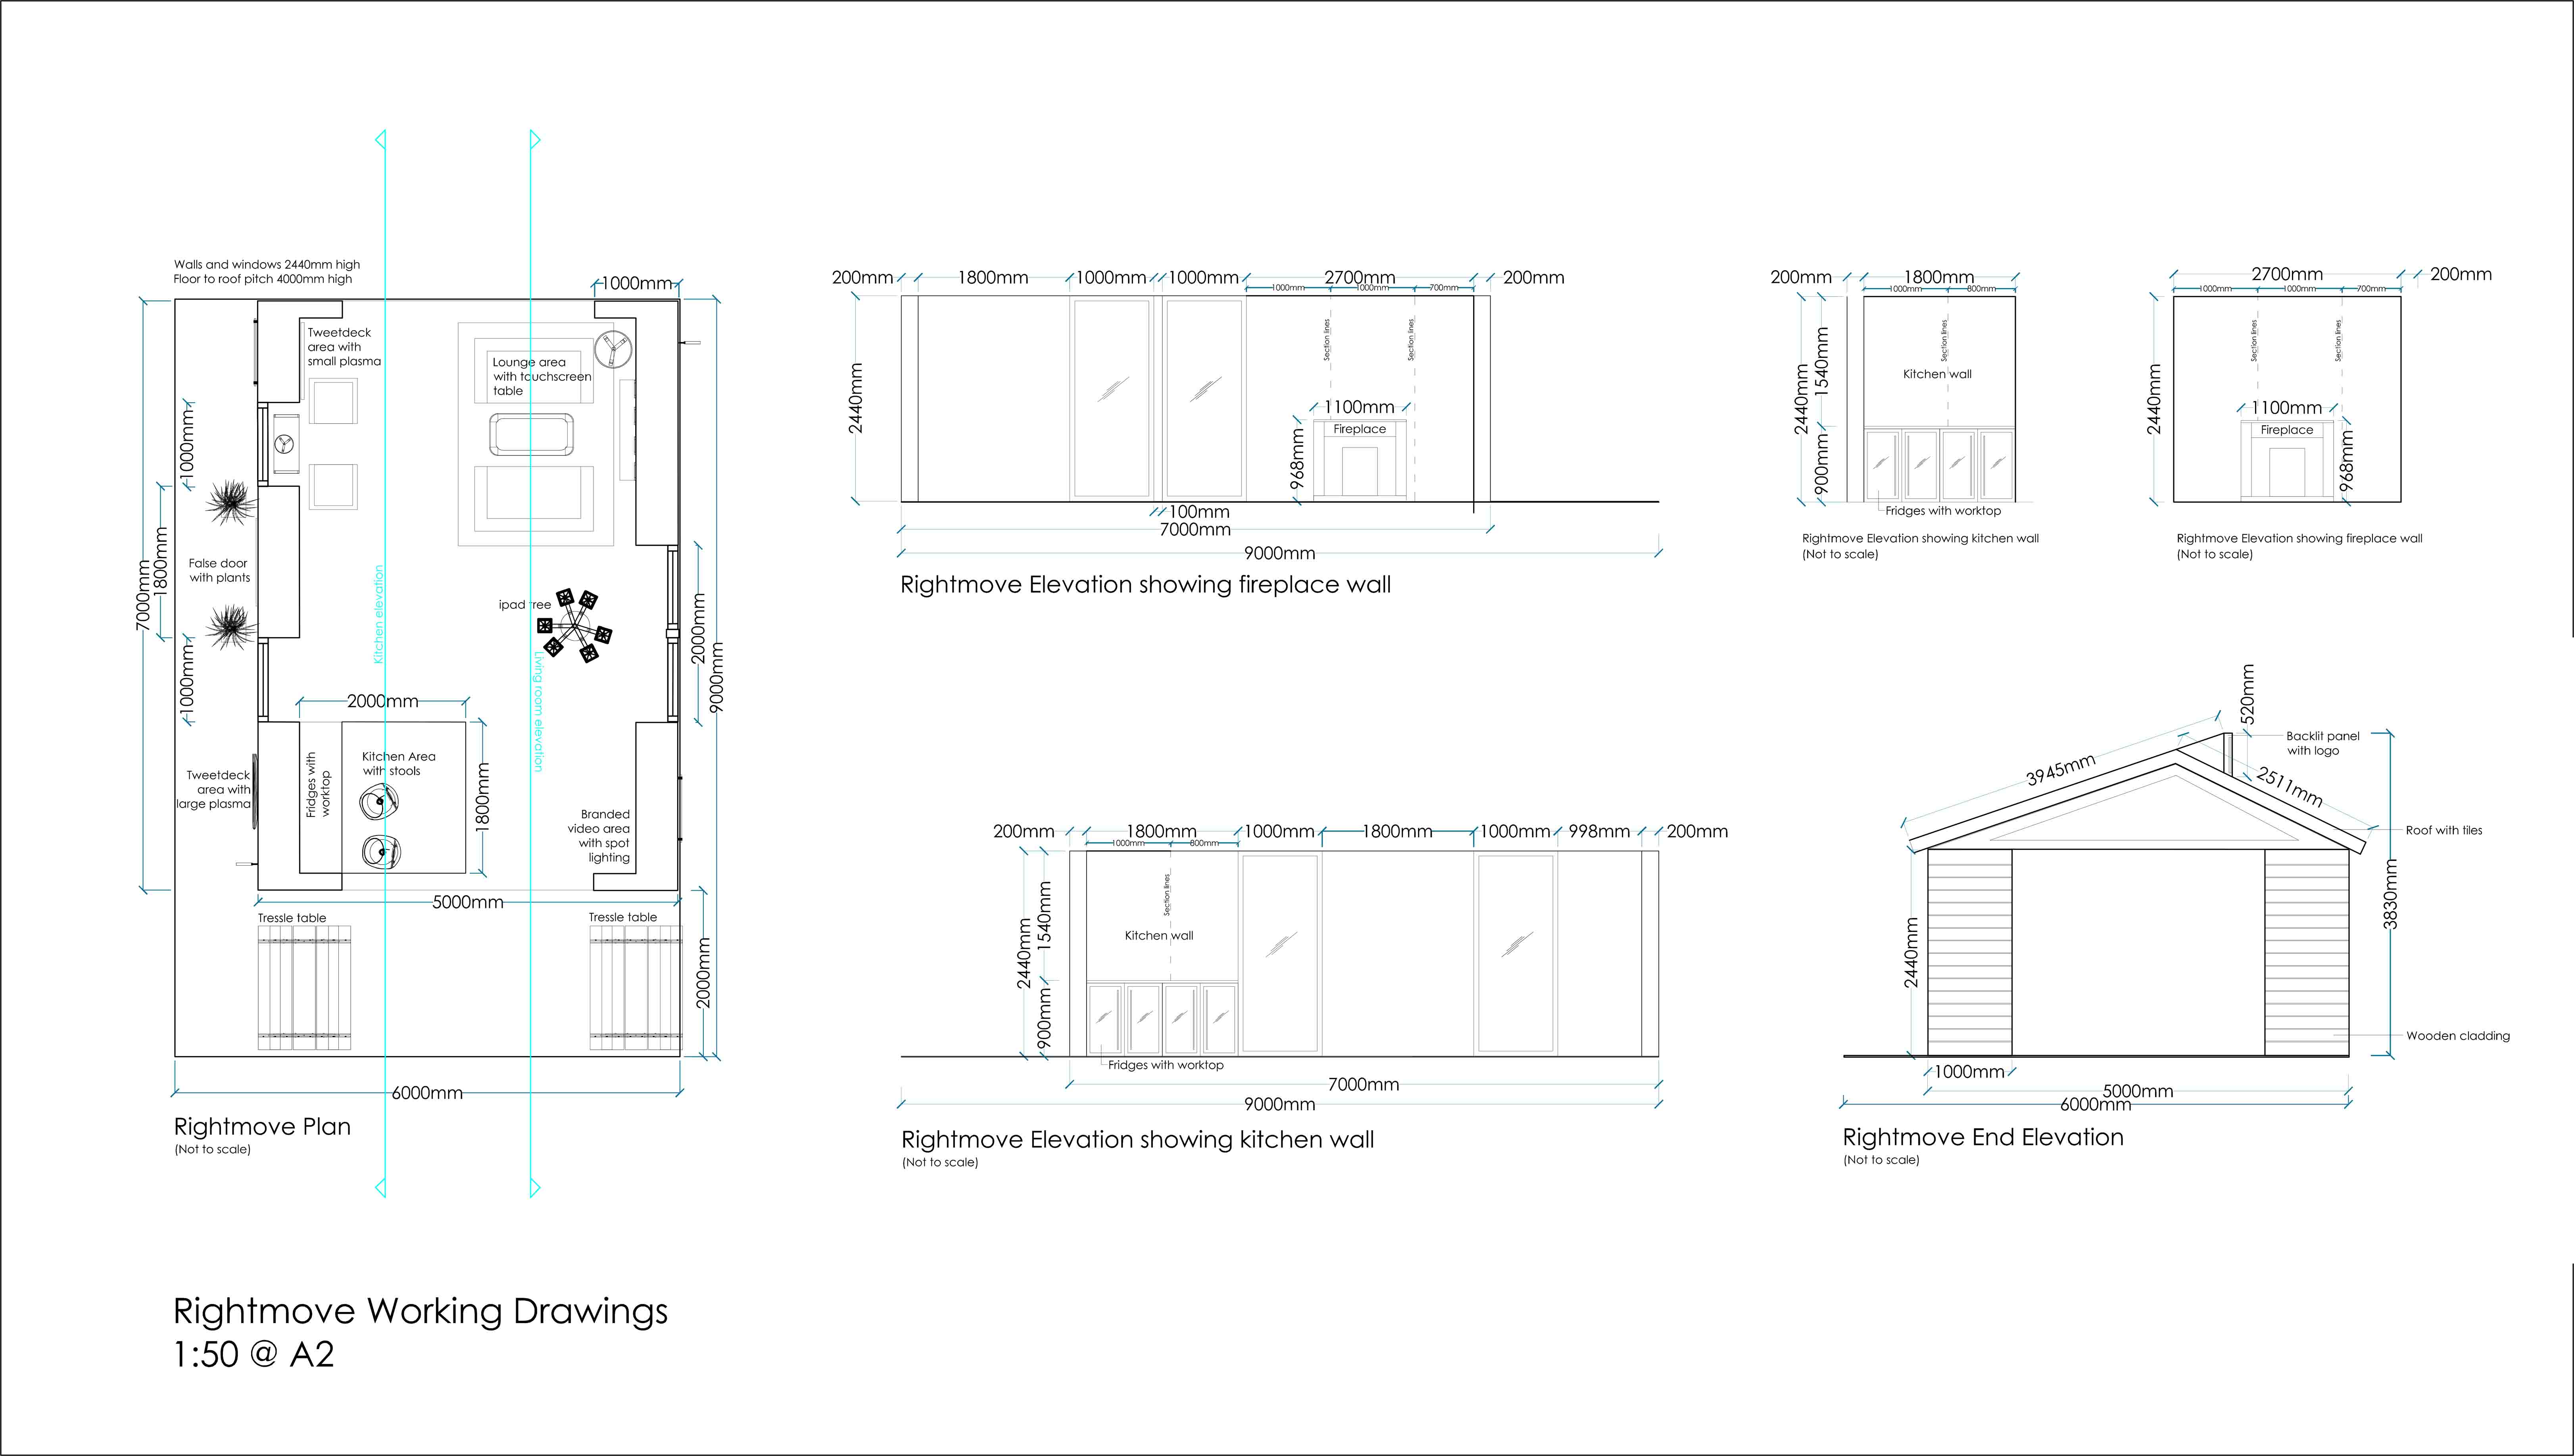 Walls and windows 2440mm high
Floor to roof pitch 4000mm high
1000mm
Tweetdeck
area with
small plasma
Lounge area
with touchscreen
table
1000mm
False door
with plants
1800mm
7000mm
1000mm
Kitchen elevation
ipad tree
Living room elevation
2000mm
9000mm
2000mm
Tweetdeck
area with
large plasma
Fridges with
worktop
Kitchen Area
with stools
1800mm
Branded
video area
with spot
lighting
5000mm
Tressle table
Tressle table
2000mm
6000mm
Rightmove Plan
(Not to scale)
200mm
1800mm
1000mm
1000mm
2700mm
200mm
1000mm
1000mm
700mm
Section lines
Section lines
2440mm
1100mm
Fireplace
968mm
100mm
7000mm
9000mm
Rightmove Elevation showing fireplace wall
200mm
1800mm
1000mm
800mm
Section lines
2440mm
1540mm
Kitchen wall
900mm
Fridges with worktop
Rightmove Elevation showing kitchen wall
(Not to scale)
2700mm
200mm
1000mm
1000mm
700mm
Section lines
Section lines
2440mm
1100mm
Fireplace
968mm
Rightmove Elevation showing fireplace wall
(Not to scale)
200mm
1800mm
1000mm
1800mm
1000mm
998mm
200mm
1000mm
800mm
Section lines
2440mm
1540mm
Kitchen wall
900mm
Fridges with worktop
7000mm
9000mm
Rightmove Elevation showing kitchen wall
(Not to scale)
520mm
Backlit panel
with logo
3945mm
2511mm
Roof with tiles
3830mm
2440mm
Wooden cladding
1000mm
5000mm
6000mm
Rightmove End Elevation
(Not to scale)
Rightmove Working Drawings
1:50 @ A2